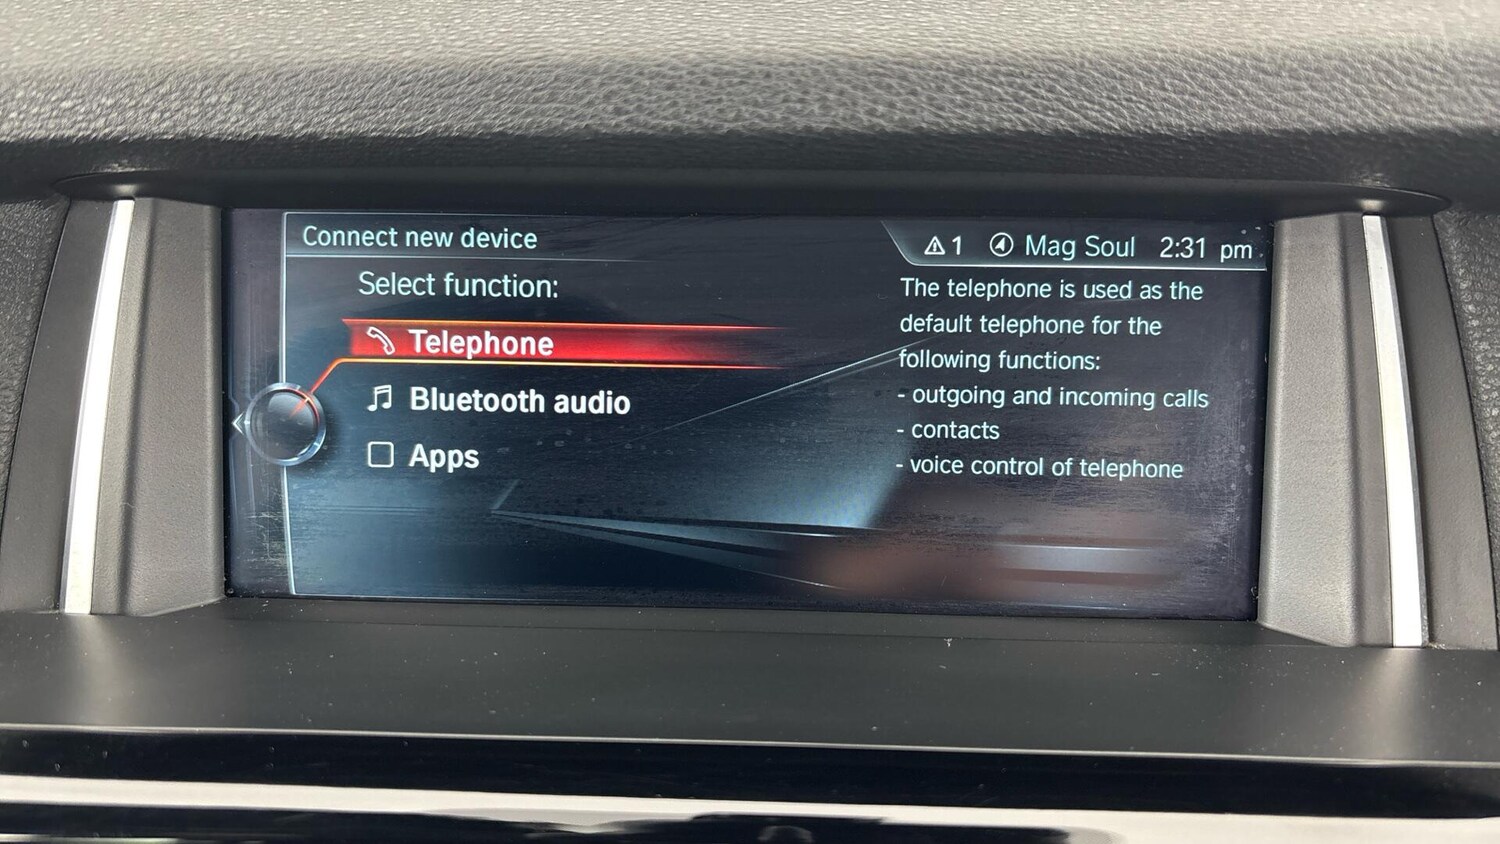 Connect new device
1 Mag Soul 2:31 pm
Select function:
Telephone
Bluetooth audio
Apps
The telephone is used as the
default telephone for the
following functions:
- outgoing and incoming calls
- contacts
- voice control of telephone